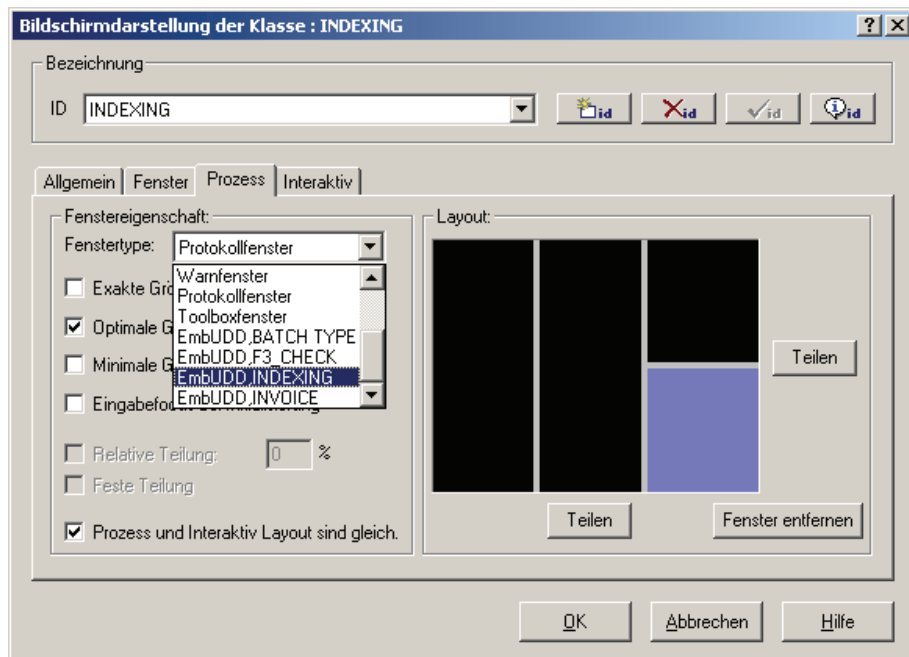 Bildschirmdarstellung der Klasse : INDEXING
Bezeichnung
ID INDEXING
id id id id
Allgemein Fenster Prozess Interaktiv
Fenstereigenschaft:
Fenstertype: Protokollfenster
Warnfenster
Protokollfenster
Toolboxfenster
EmbUDD,BATCH TYPE
EmbUDD,F3_CHECK
EmbUDD,INDEXING
EmbUDD,INVOICE
Exakte
Optimale G
Minimale G
Relative Teilung: 0 %
Feste Teilung
Prozess und Interaktiv Layout sind gleich.
Layout:
Teilen
Teilen
Fenster entfernen
OK
Abbrechen
Hilfe